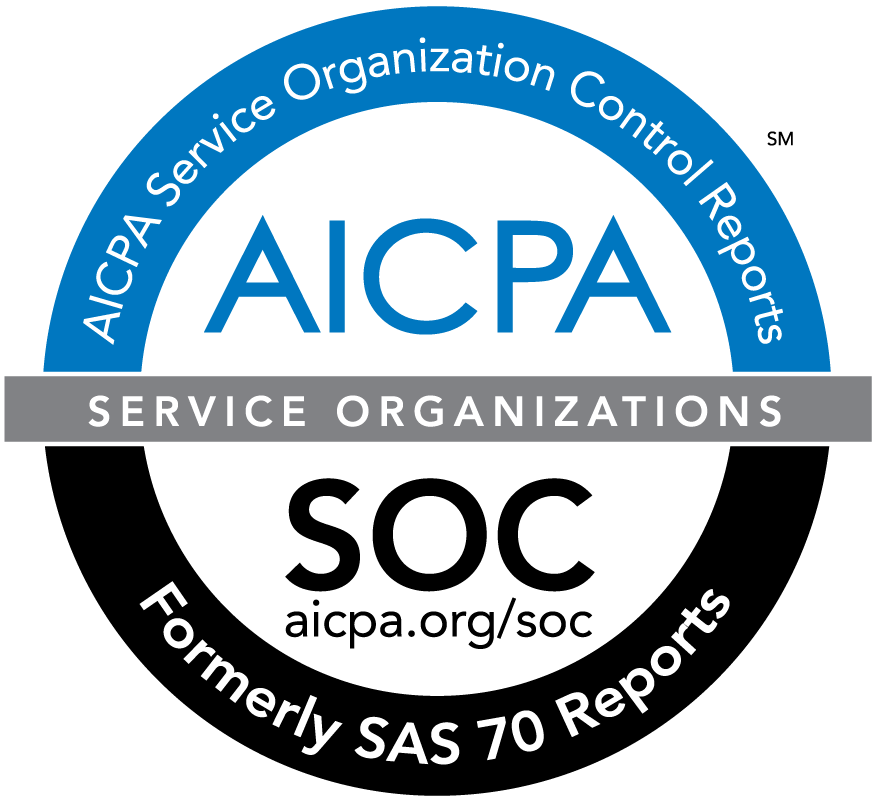 AICPA Service Organization Control Reports
SM
AICPA
SERVICE ORGANIZATIONS
SOC
aicpa.org/soc
Formerly SAS 70 Reports